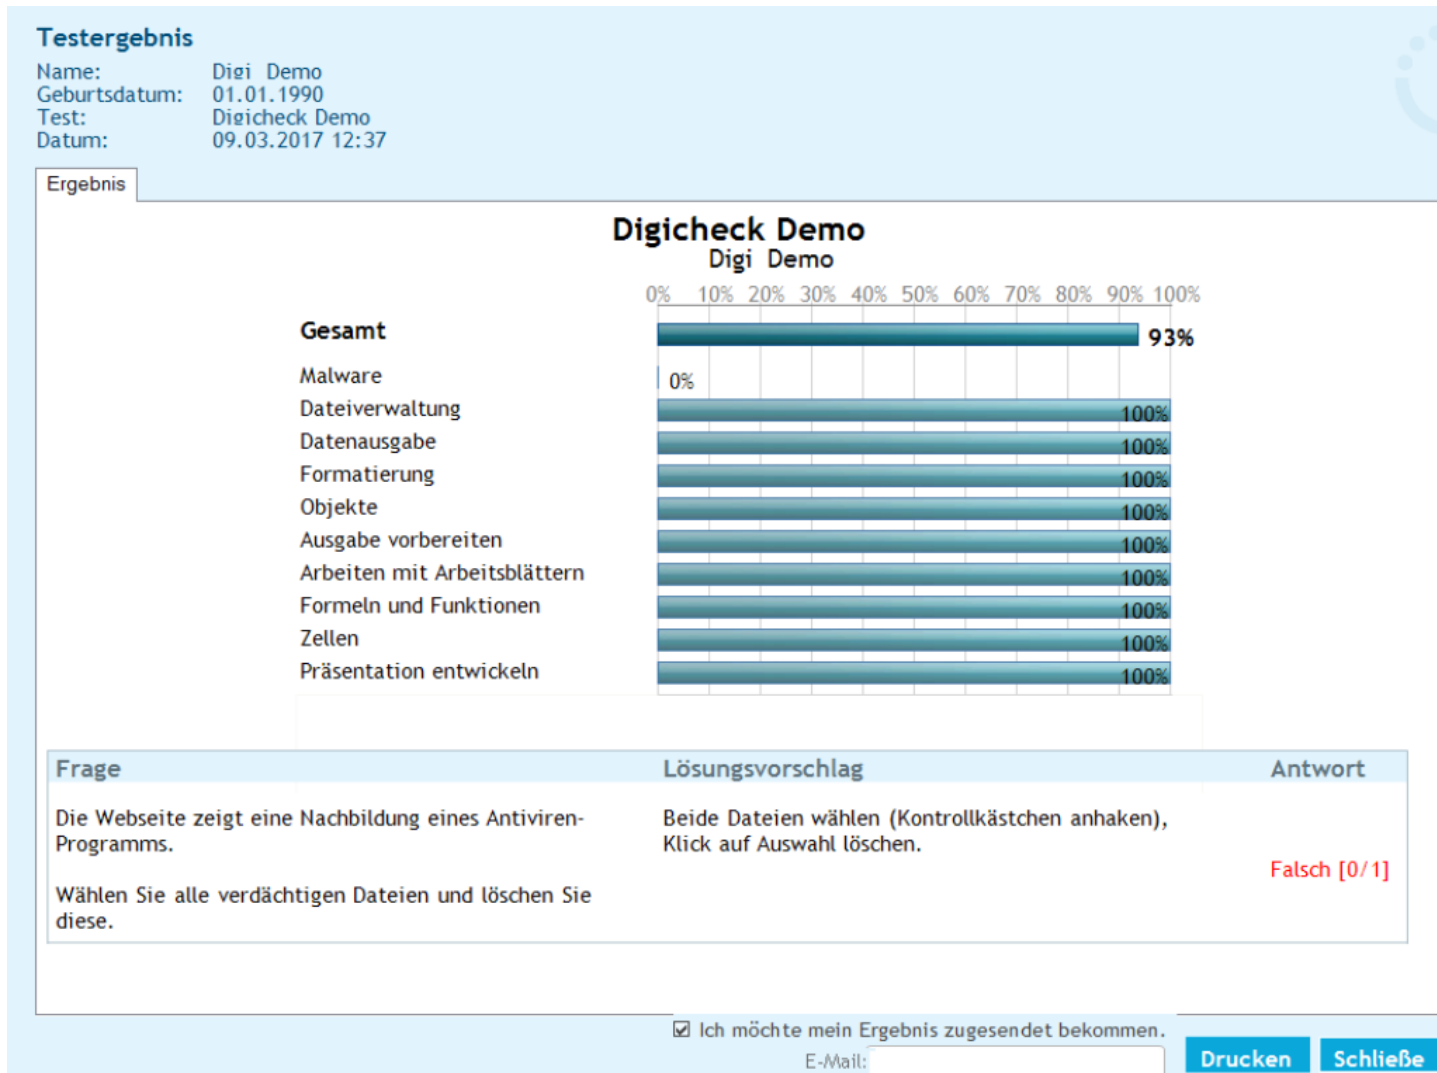 Testergebnis
Name: Digi Demo
Geburtsdatum: 01.01.1990
Test: Digicheck Demo
Datum: 09.03.2017 12:37
Ergebnis
Digicheck Demo
Digi Demo
0% 10% 20% 30% 40% 50% 60% 70% 80% 90% 100%
Gesamt 93%
Malware 0%
Dateiverwaltung 100%
Datenausgabe 100%
Formatierung 100%
Objekte 100%
Ausgabe vorbereiten 100%
Arbeiten mit Arbeitsblättern 100%
Formeln und Funktionen 100%
Zellen 100%
Präsentation entwickeln 100%
Frage Lösungsvorschlag Antwort
Die Webseite zeigt eine Nachbildung eines Antiviren-
Programms.
Wählen Sie alle verdächtigen Dateien und löschen Sie
diese.
Beide Dateien wählen (Kontrollkästchen anhaken),
Klick auf Auswahl löschen.
Falsch [0/1]
Ich möchte mein Ergebnis zugesendet bekommen.
E-Mail:
Drucken Schließe